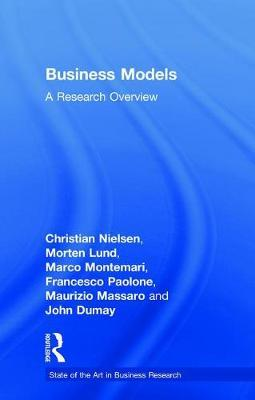 Business Models
A Research Overview
Christian Nielsen,
Morten Lund,
Marco Montemari,
Francesco Paolone,
Maurizio Massaro and
John Dumay
ROUTLEDGE
State of the Art in Business Research